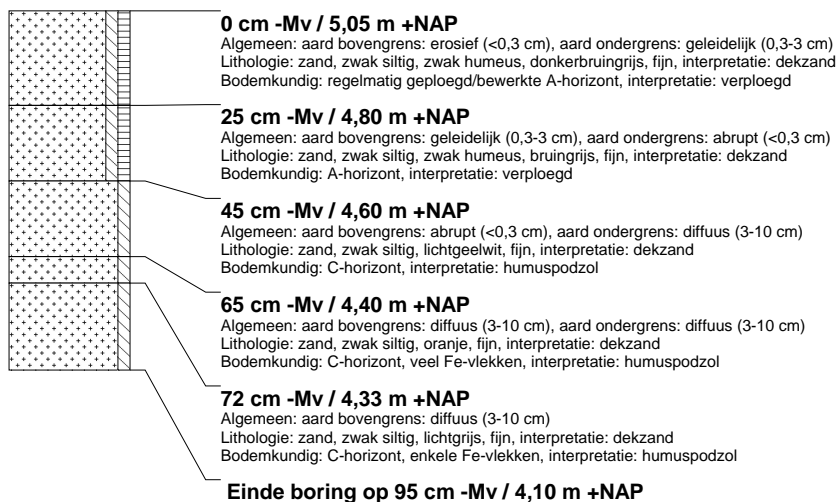 0 cm -Mv / 5,05 m +NAP
Algemeen: aard bovengrens: erosief (<0,3 cm), aard ondergrens: geleidelijk (0,3-3 cm)
Lithologie: zand, zwak siltig, zwak humeus, donkerbruingrijs, fijn, interpretatie: dekzand
Bodemkundig: regelmatig geploegd/bewerkte A-horizont, interpretatie: verploegd
25 cm -Mv / 4,80 m +NAP
Algemeen: aard bovengrens: geleidelijk (0,3-3 cm), aard ondergrens: abrupt (<0,3 cm)
Lithologie: zand, zwak siltig, zwak humeus, bruingrijs, fijn, interpretatie: dekzand
Bodemkundig: A-horizont, interpretatie: verploegd
45 cm -Mv / 4,60 m +NAP
Algemeen: aard bovengrens: abrupt (<0,3 cm), aard ondergrens: diffuus (3-10 cm)
Lithologie: zand, zwak siltig, lichtgeelwit, fijn, interpretatie: dekzand
Bodemkundig: C-horizont, interpretatie: humuspodzol
65 cm -Mv / 4,40 m +NAP
Algemeen: aard bovengrens: diffuus (3-10 cm), aard ondergrens: diffuus (3-10 cm)
Lithologie: zand, zwak siltig, oranje, fijn, interpretatie: dekzand
Bodemkundig: C-horizont, veel Fe-vlekken, interpretatie: humuspodzol
72 cm -Mv / 4,33 m +NAP
Algemeen: aard bovengrens: diffuus (3-10 cm)
Lithologie: zand, zwak siltig, lichtgrijs, fijn, interpretatie: dekzand
Bodemkundig: C-horizont, enkele Fe-vlekken, interpretatie: humuspodzol
Einde boring op 95 cm -Mv / 4,10 m +NAP